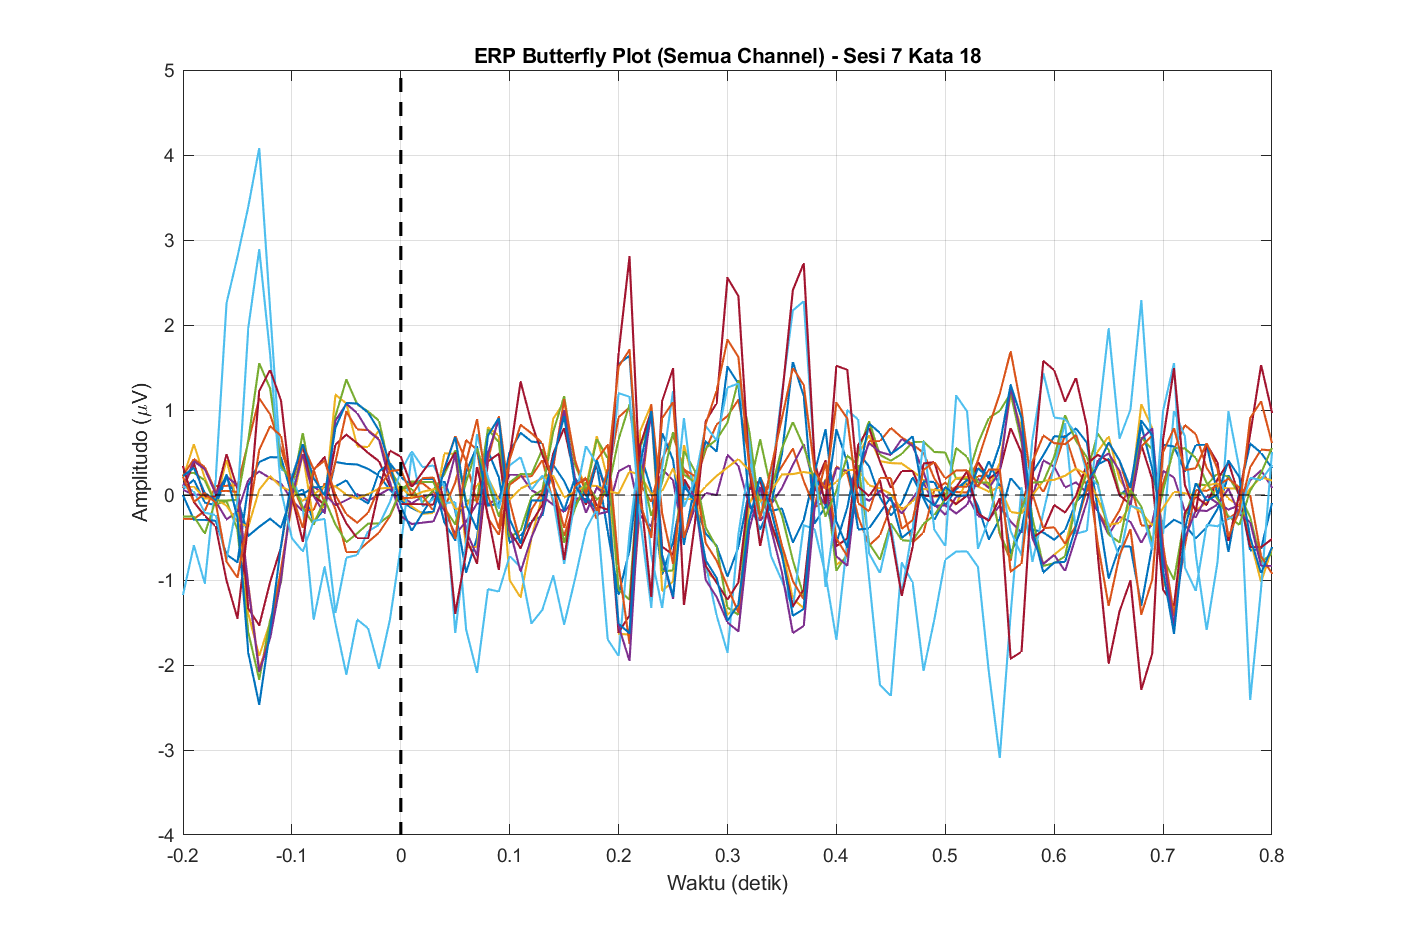 ERP Butterfly Plot (Semua Channel) - Sesi 7 Kata 18
Amplitudo (μV)
5
4
3
2
1
0
-1
-2
-3
-4
-0.2 -0.1 0 0.1 0.2 0.3 0.4 0.5 0.6 0.7 0.8
Waktu (detik)